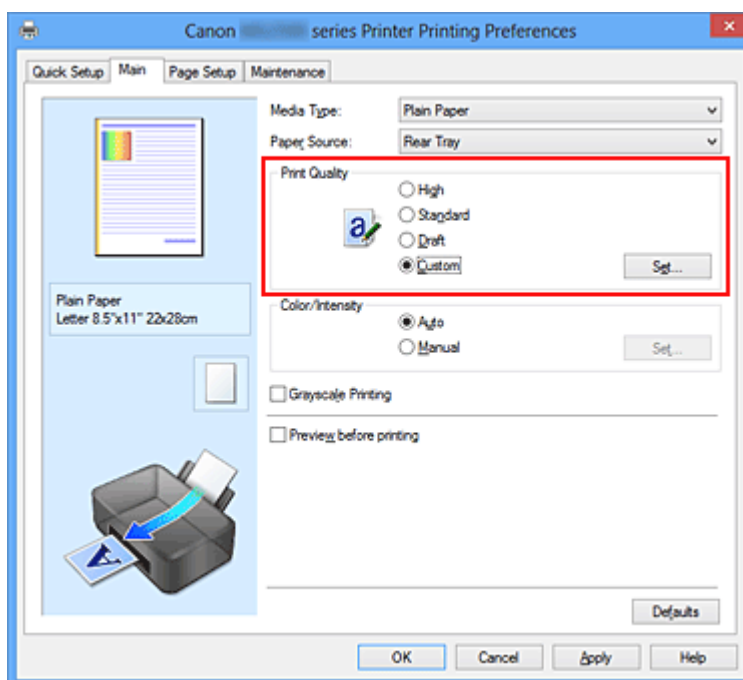 Canon series Printer Printing Preferences
Quick Setup Main Page Setup Maintenance
Media Type: Plain Paper
Paper Source: Rear Tray
Print Quality
High
a Standard
Draft
Custom Set...
Plain Paper
Letter 8.5"x11" 22x28cm
Color/Intensity
Auto
Manual Set...
Grayscale Printing
Preview before printing
A
Defaults
OK Cancel Apply Help